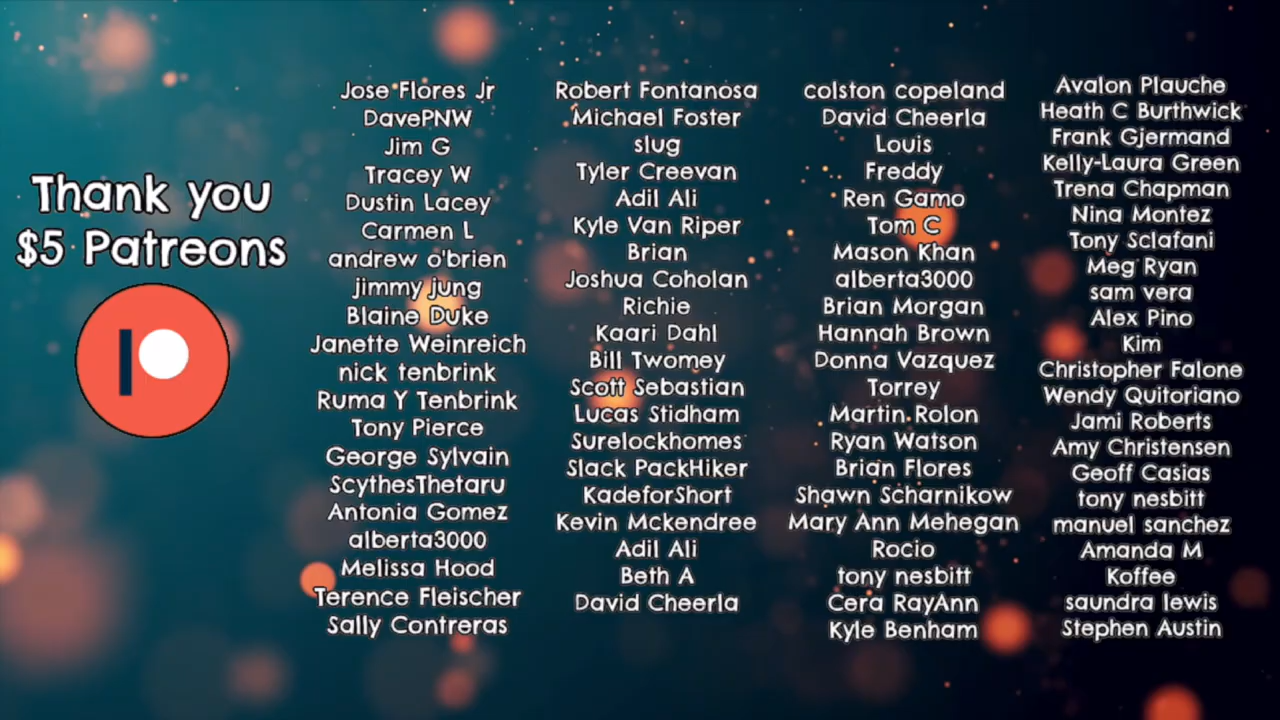 Thank you
$5 Patreons
Jose Flores Jr
DavePNW
Jim G
Tracey W
Dustin Lacey
Carmen L
andrew o'brien
jimmy jung
Blaine Duke
Janette Weinreich
nick tenbrink
Ruma Y Tenbrink
Tony Pierce
George Sylvain
ScythesThetaru
Antonia Gomez
alberta3000
Melissa Hood
Terence Fleischer
Sally Contreras
Robert Fontanosa
Michael Foster
slug
Tyler Creevan
Adil Ali
Kyle Van Riper
Brian
Joshua Coholan
Richie
Kaari Dahl
Bill Twomey
Scott Sebastian
Lucas Stidham
Surelockhomes
Slack PackHiker
KadeforShort
Kevin Mckendree
Adil Ali
Beth A
David Cheerla
colston copeland
David Cheerla
Louis
Freddy
Ren Gamo
Tom C
Mason Khan
alberta3000
Brian Morgan
Hannah Brown
Donna Vazquez
Torrey
Martin Rolon
Ryan Watson
Brian Flores
Shawn Scharnikow
Mary Ann Mehegan
Rocio
tony nesbitt
Cera RayAnn
Kyle Benham
Avalon Plauche
Heath C Burthwick
Frank Gjermand
Kelly-Laura Green
Trena Chapman
Nina Montez
Tony Sclafani
Meg Ryan
sam vera
Alex Pino
Kim
Christopher Falone
Wendy Quitoriano
Jami Roberts
Amy Christensen
Geoff Casias
tony nesbitt
manuel sanchez
Amanda M
Koffee
saundra lewis
Stephen Austin